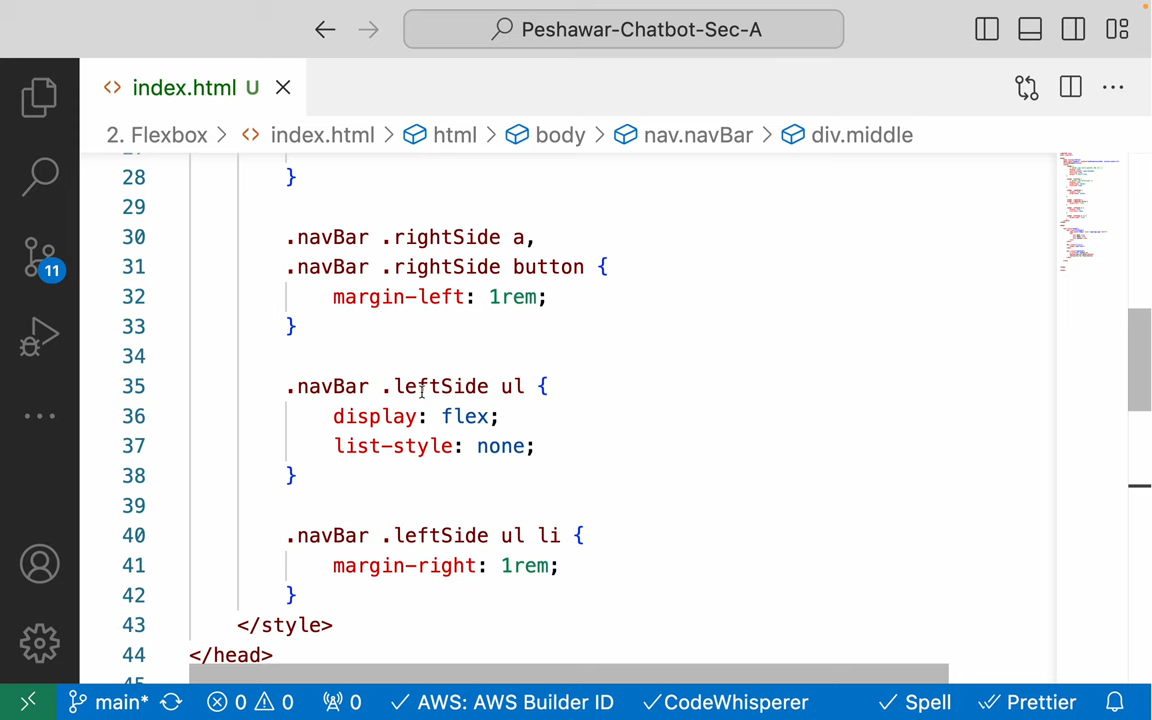 Peshawar-Chatbot-Sec-A
index.html U
2. Flexbox > index.html > html > body > nav.navBar > div.middle
28 }
29
30 .navBar .rightSide a,
31 .navBar .rightSide button {
32 margin-left: 1rem;
33 }
34
35 .navBar .leftSide ul {
36 display: flex;
37 list-style: none;
38 }
39
40 .navBar .leftSide ul li {
41 margin-right: 1rem;
42 }
43 </style>
44 </head>
11
main* 0 0 0 AWS: AWS Builder ID CodeWhisperer Spell Prettier